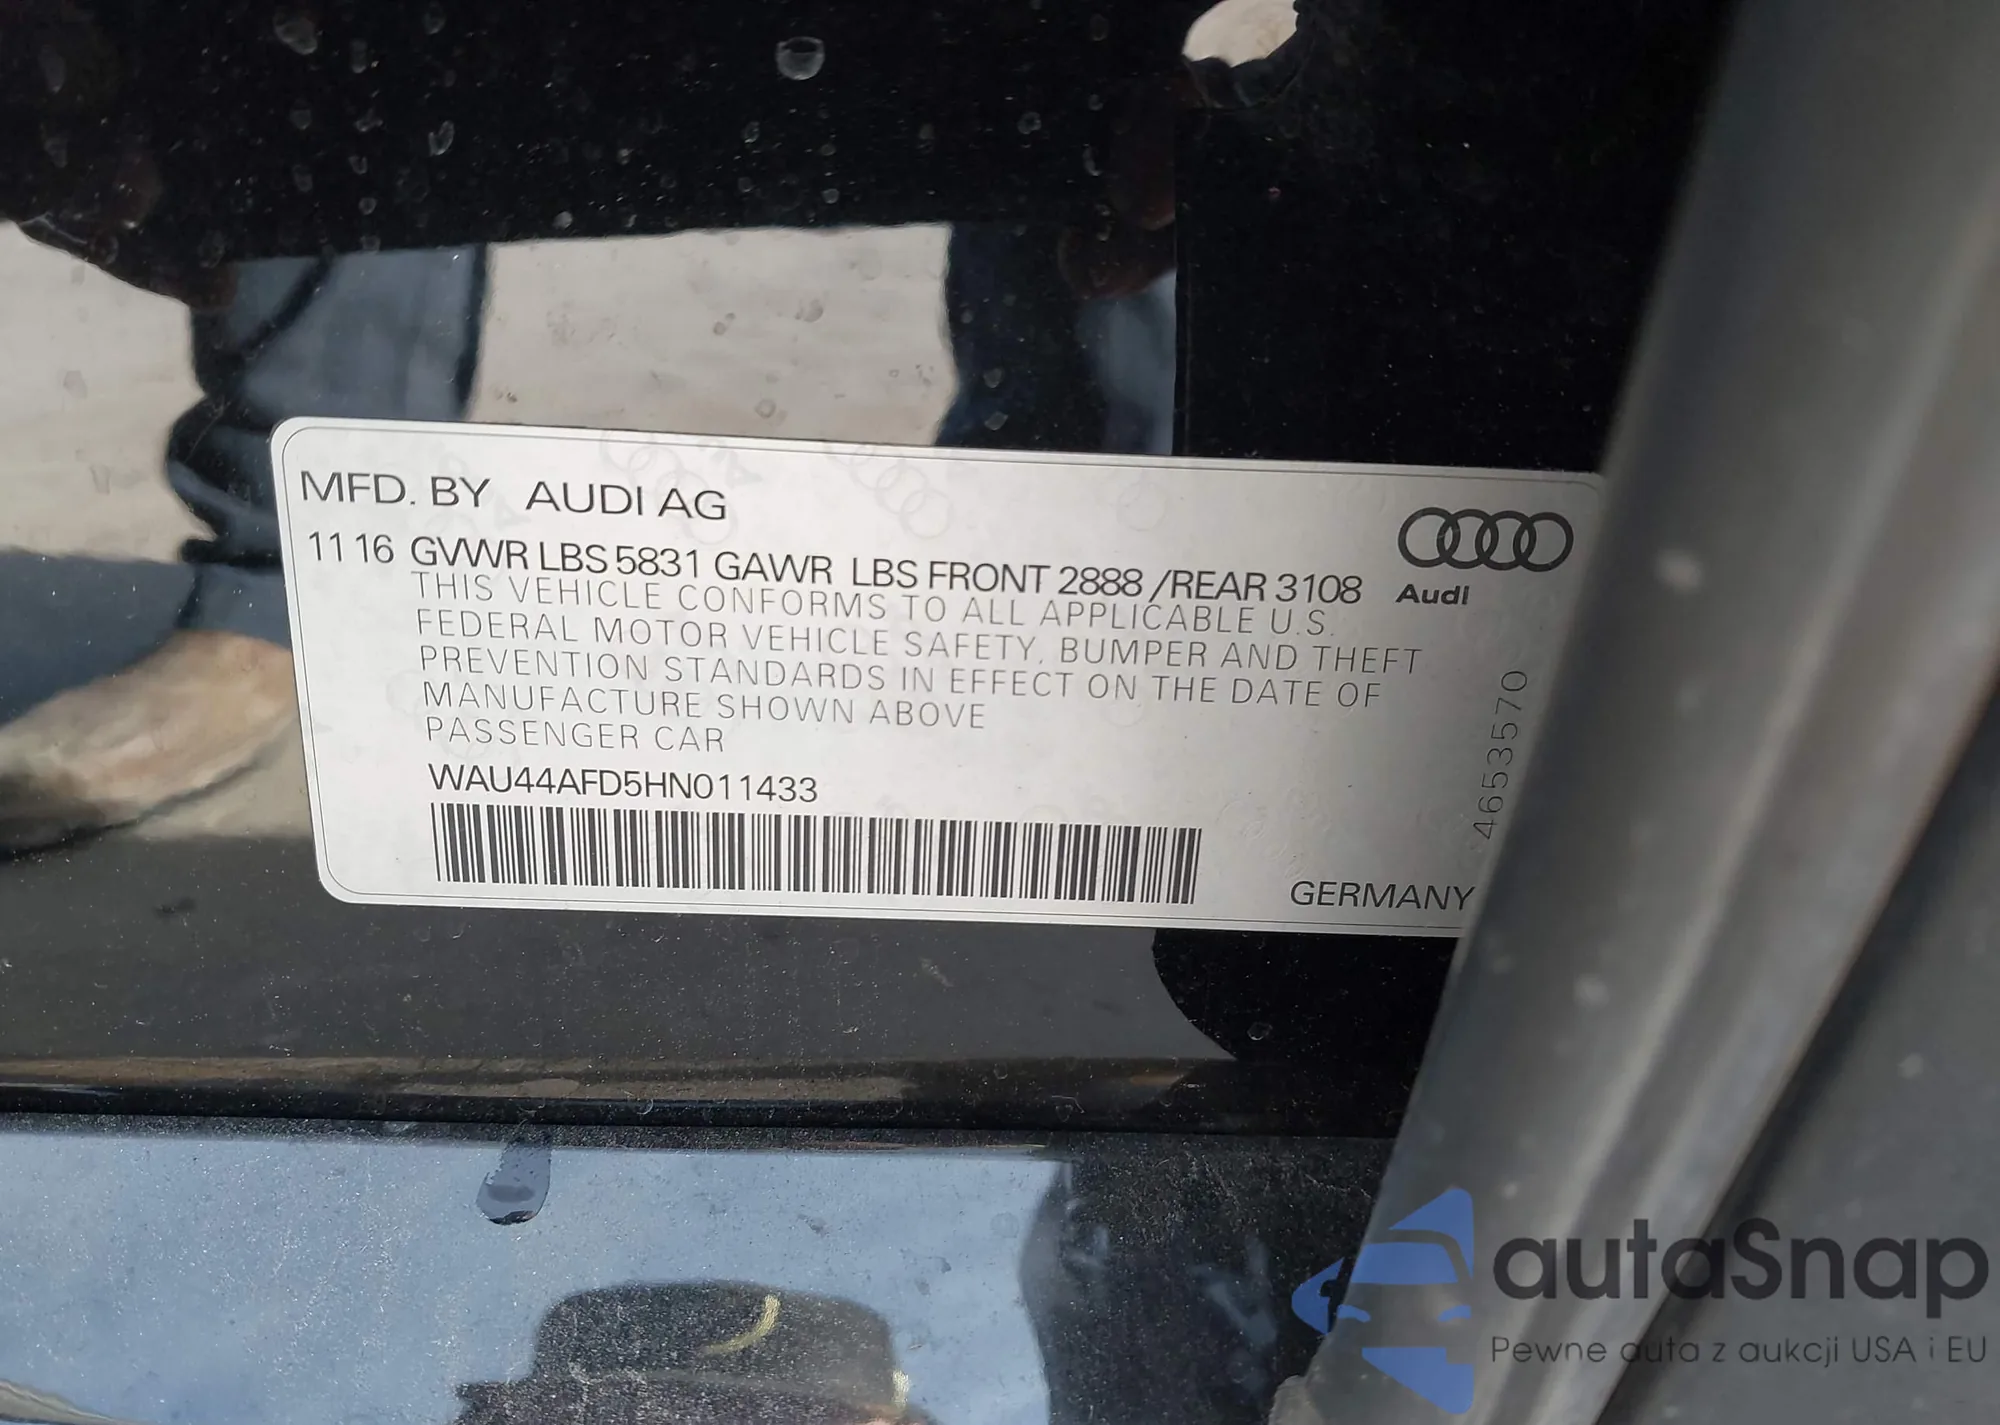 MFD. BY AUDI AG
1116 GVWR LBS 5831 GAWR LBS FRONT 2888 /REAR 3108
Audi
THIS VEHICLE CONFORMS TO ALL APPLICABLE U.S.
FEDERAL MOTOR VEHICLE SAFETY, BUMPER AND THEFT
PREVENTION STANDARDS IN EFFECT ON THE DATE OF
MANUFACTURE SHOWN ABOVE
PASSENGER CAR
WAU44AFD5HN011433
4653570
GERMANY
autaSnap
Pewne auta z aukcji USA i EU